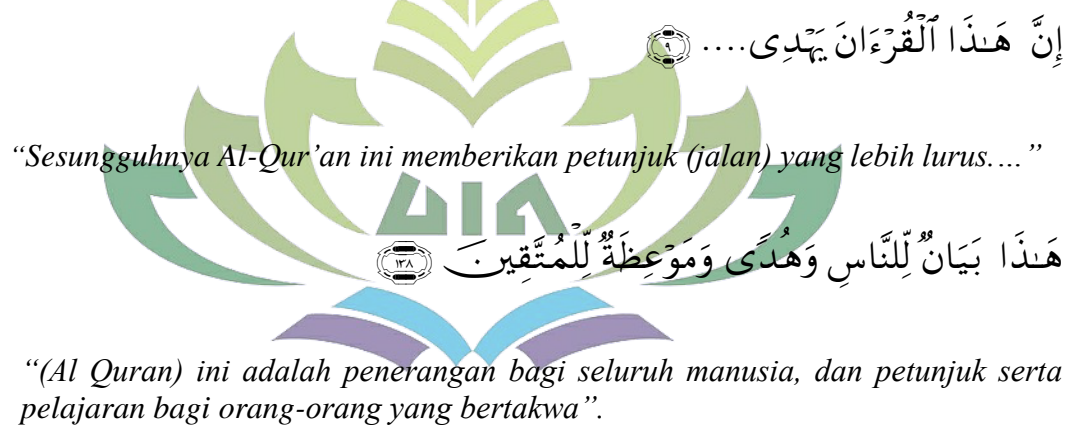 إِنَّ هَـٰذَا ٱلْقُرْءَانَ يَهْدِى.... ۝٩
“Sesungguhnya Al-Qur’an ini memberikan petunjuk (jalan) yang lebih lurus....”
UIN
هَـٰذَا بَيَانٌ لِّلنَّاسِ وَهُدًى وَمَوْعِظَةٌ لِّلْمُتَّقِينَ ۝١٣٨
“(Al Quran) ini adalah penerangan bagi seluruh manusia, dan petunjuk serta
pelajaran bagi orang-orang yang bertakwa”.